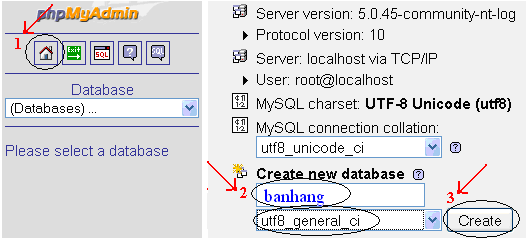 phpMyAdmin
1
EXIT
SQL
?
SQL
Database
(Databases) ...
Please select a database
Server version: 5.0.45-community-nt-log
Protocol version: 10
Server: localhost via TCP/IP
User: root@localhost
MySQL charset: UTF-8 Unicode (utf8)
MySQL connection collation:
utf8_unicode_ci ?
Create new database ?
2 banhang 3
utf8_general_ci Create